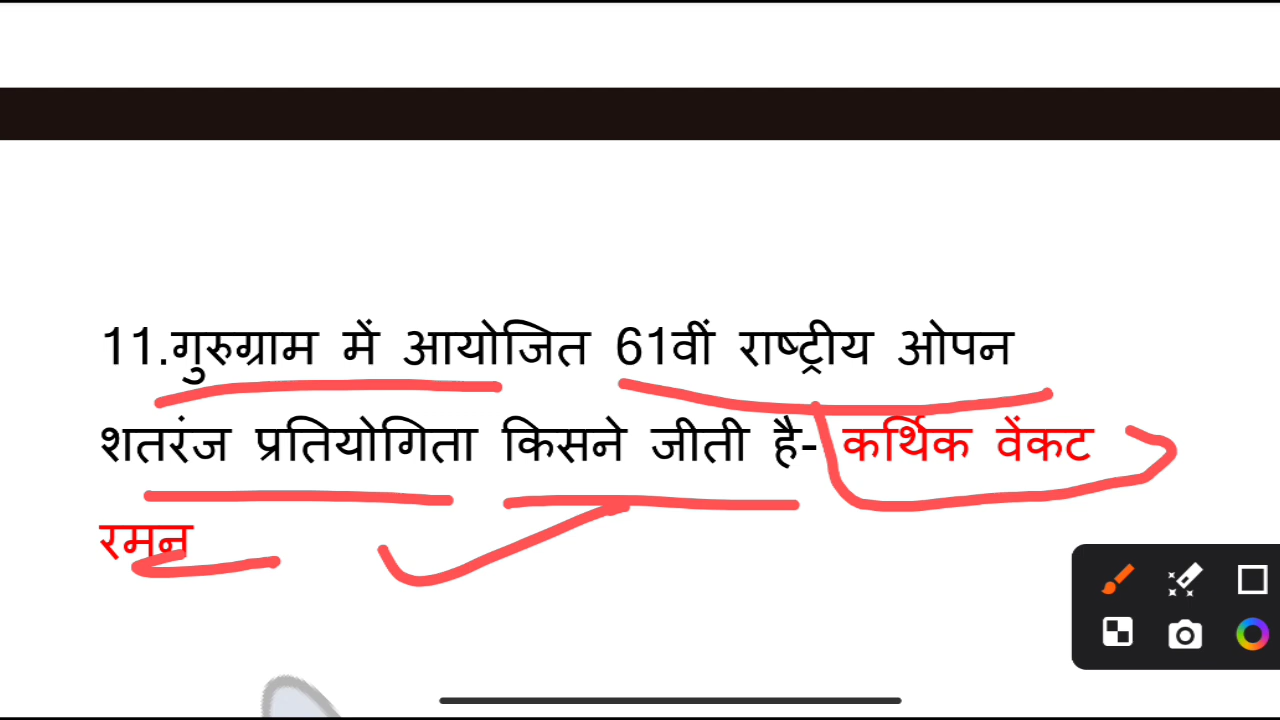 11.गुरुग्राम में आयोजित 61वीं राष्ट्रीय ओपन
शतरंज प्रतियोगिता किसने जीती है- कर्थिक वेंकट
रमन